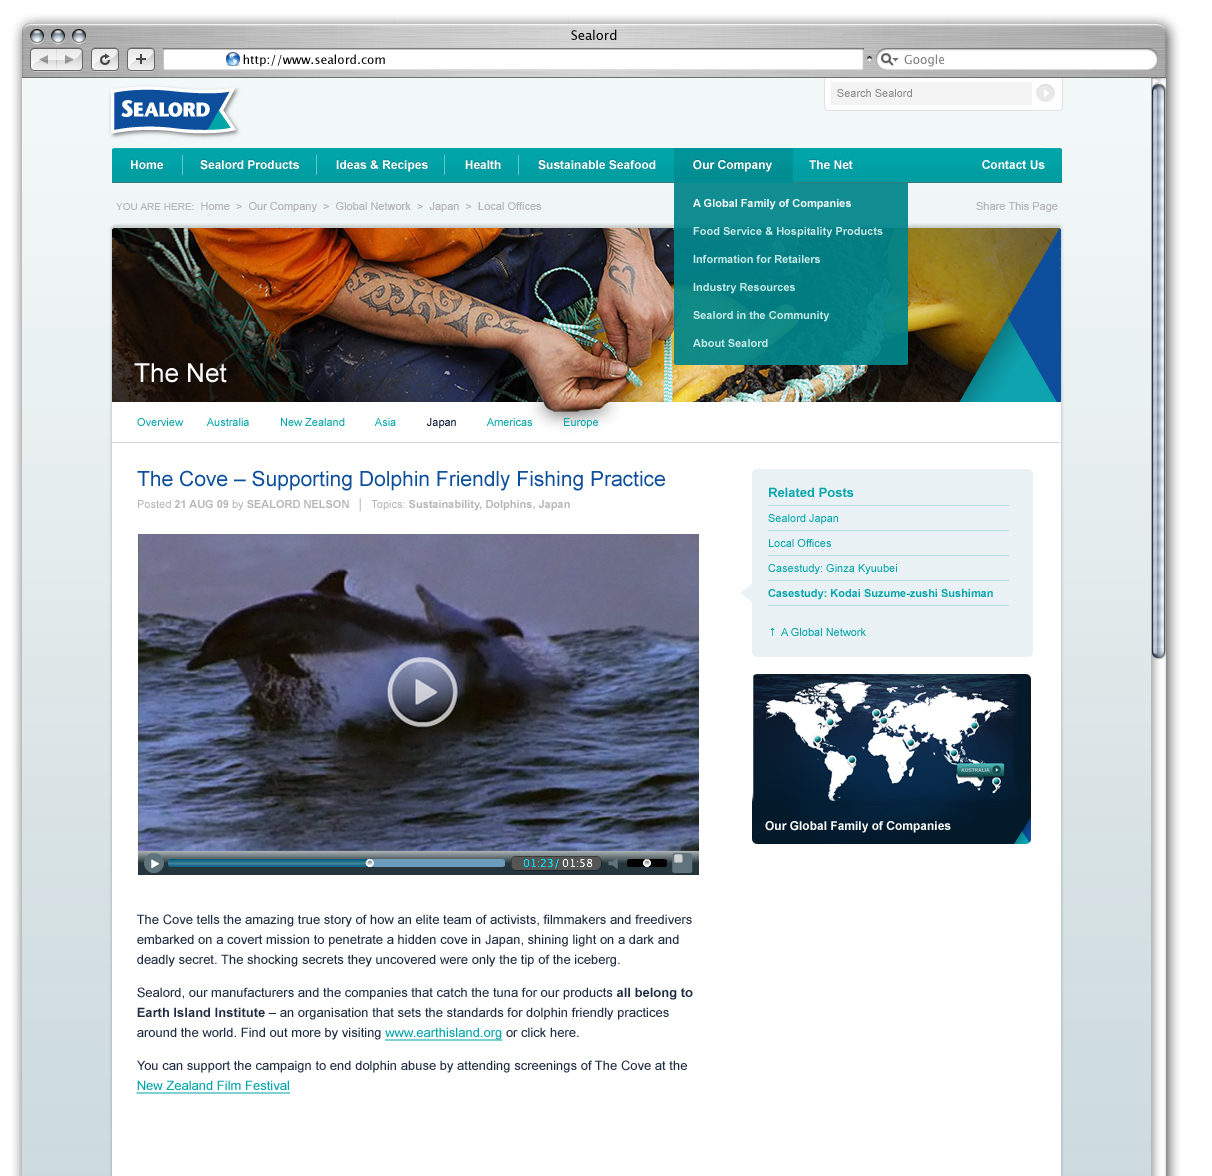 Sealord
http://www.sealord.com
Google
SEALORD
Search Sealord
Home
Sealord Products
Ideas & Recipes
Health
Sustainable Seafood
Our Company
The Net
Contact Us
YOU ARE HERE: Home > Our Company > Global Network > Japan > Local Offices
Share This Page
A Global Family of Companies
Food Service & Hospitality Products
Information for Retailers
Industry Resources
Sealord in the Community
About Sealord
The Net
Overview
Australia
New Zealand
Asia
Japan
Americas
Europe
The Cove – Supporting Dolphin Friendly Fishing Practice
Posted 21 AUG 09 by SEALORD NELSON | Topics: Sustainability, Dolphins, Japan
01:23/ 01:58
The Cove tells the amazing true story of how an elite team of activists, filmmakers and freedivers
embarked on a covert mission to penetrate a hidden cove in Japan, shining light on a dark and
deadly secret. The shocking secrets they uncovered were only the tip of the iceberg.
Sealord, our manufacturers and the companies that catch the tuna for our products all belong to
Earth Island Institute – an organisation that sets the standards for dolphin friendly practices
around the world. Find out more by visiting www.earthisland.org or click here.
You can support the campaign to end dolphin abuse by attending screenings of The Cove at the
New Zealand Film Festival
Related Posts
Sealord Japan
Local Offices
Casestudy: Ginza Kyuubei
Casestudy: Kodai Suzume-zushi Sushiman
↑ A Global Network
AUSTRALIA
Our Global Family of Companies